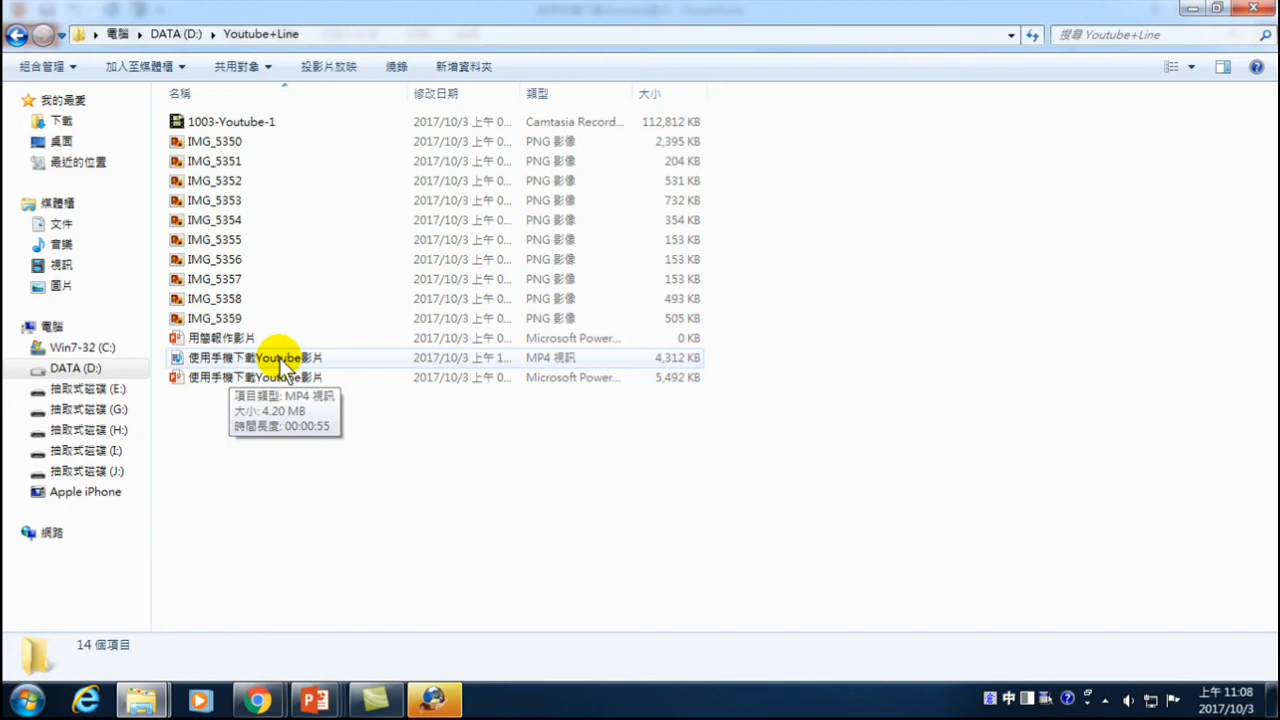 電腦 DATA (D:) Youtube+Line
搜尋 Youtube+Line
組合管理 加入至媒體櫃 共用對象 投影片放映 燒錄 新增資料夾
名稱 修改日期 類型 大小
我的最愛
下載
桌面
最近的位置
媒體櫃
文件
音樂
視訊
圖片
電腦
Win7-32 (C:)
DATA (D:)
抽取式磁碟 (E:)
抽取式磁碟 (G:)
抽取式磁碟 (H:)
抽取式磁碟 (I:)
抽取式磁碟 (J:)
Apple iPhone
網路
1003-Youtube-1 2017/10/3 上午 0... Camtasia Record... 112,812 KB
IMG_5350 2017/10/3 上午 0... PNG 影像 2,395 KB
IMG_5351 2017/10/3 上午 0... PNG 影像 204 KB
IMG_5352 2017/10/3 上午 0... PNG 影像 531 KB
IMG_5353 2017/10/3 上午 0... PNG 影像 732 KB
IMG_5354 2017/10/3 上午 0... PNG 影像 354 KB
IMG_5355 2017/10/3 上午 0... PNG 影像 153 KB
IMG_5356 2017/10/3 上午 0... PNG 影像 153 KB
IMG_5357 2017/10/3 上午 0... PNG 影像 153 KB
IMG_5358 2017/10/3 上午 0... PNG 影像 493 KB
IMG_5359 2017/10/3 上午 0... PNG 影像 505 KB
用簡報作影片 2017/10/3 上午 0... Microsoft Power... 0 KB
使用手機下載Youtube影片 2017/10/3 上午 1... MP4 視訊 4,312 KB
使用手機下載Youtube影片 2017/10/3 上午 0... Microsoft Power... 5,492 KB
項目類型: MP4 視訊
大小: 4.20 MB
時間長度: 00:00:55
14 個項目
中
上午 11:08
2017/10/3